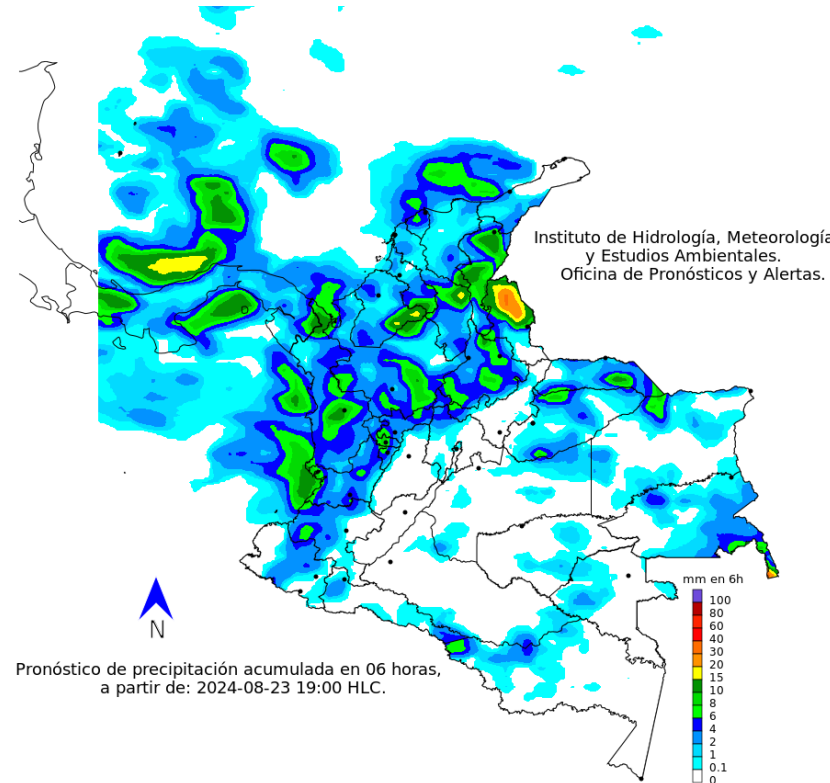 Instituto de Hidrología, Meteorología
y Estudios Ambientales.
Oficina de Pronósticos y Alertas.
mm en 6h
100
80
60
40
30
20
15
10
8
6
4
2
1
0.1
0
N
Pronóstico de precipitación acumulada en 06 horas,
a partir de: 2024-08-23 19:00 HLC.